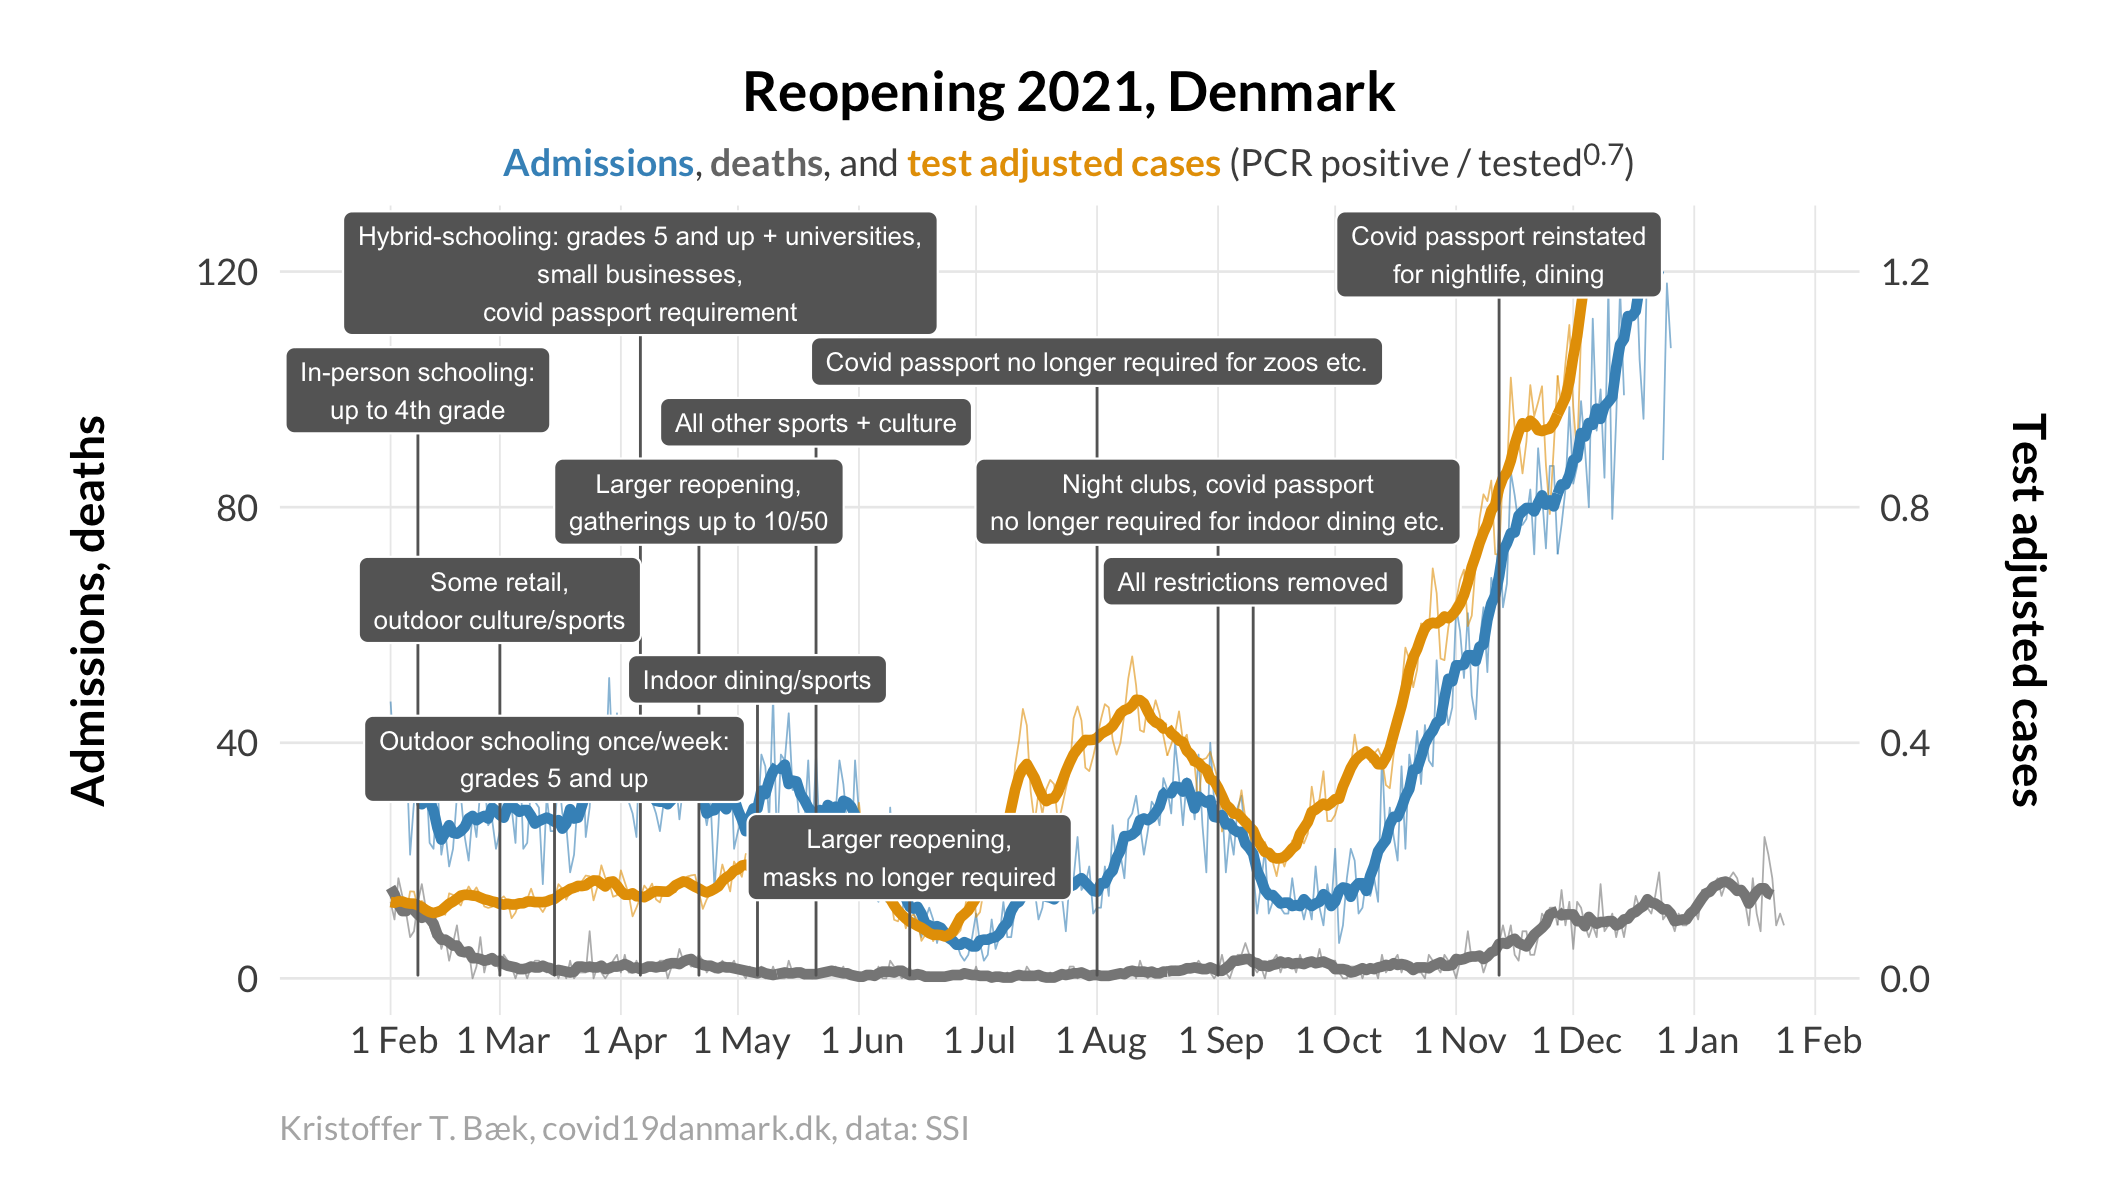 Reopening 2021, Denmark
Admissions, deaths, and test adjusted cases (PCR positive / tested^0.7)
Hybrid-schooling: grades 5 and up + universities,
small businesses,
covid passport requirement
Covid passport reinstated
for nightlife, dining
In-person schooling:
up to 4th grade
Covid passport no longer required for zoos etc.
All other sports + culture
Larger reopening,
gatherings up to 10/50
Night clubs, covid passport
no longer required for indoor dining etc.
Some retail,
outdoor culture/sports
All restrictions removed
Indoor dining/sports
Outdoor schooling once/week:
grades 5 and up
Larger reopening,
masks no longer required
Admissions, deaths
120
80
40
0
Test adjusted cases
1.2
0.8
0.4
0.0
1 Feb 1 Mar 1 Apr 1 May 1 Jun 1 Jul 1 Aug 1 Sep 1 Oct 1 Nov 1 Dec 1 Jan 1 Feb
Kristoffer T. Bæk, covid19danmark.dk, data: SSI